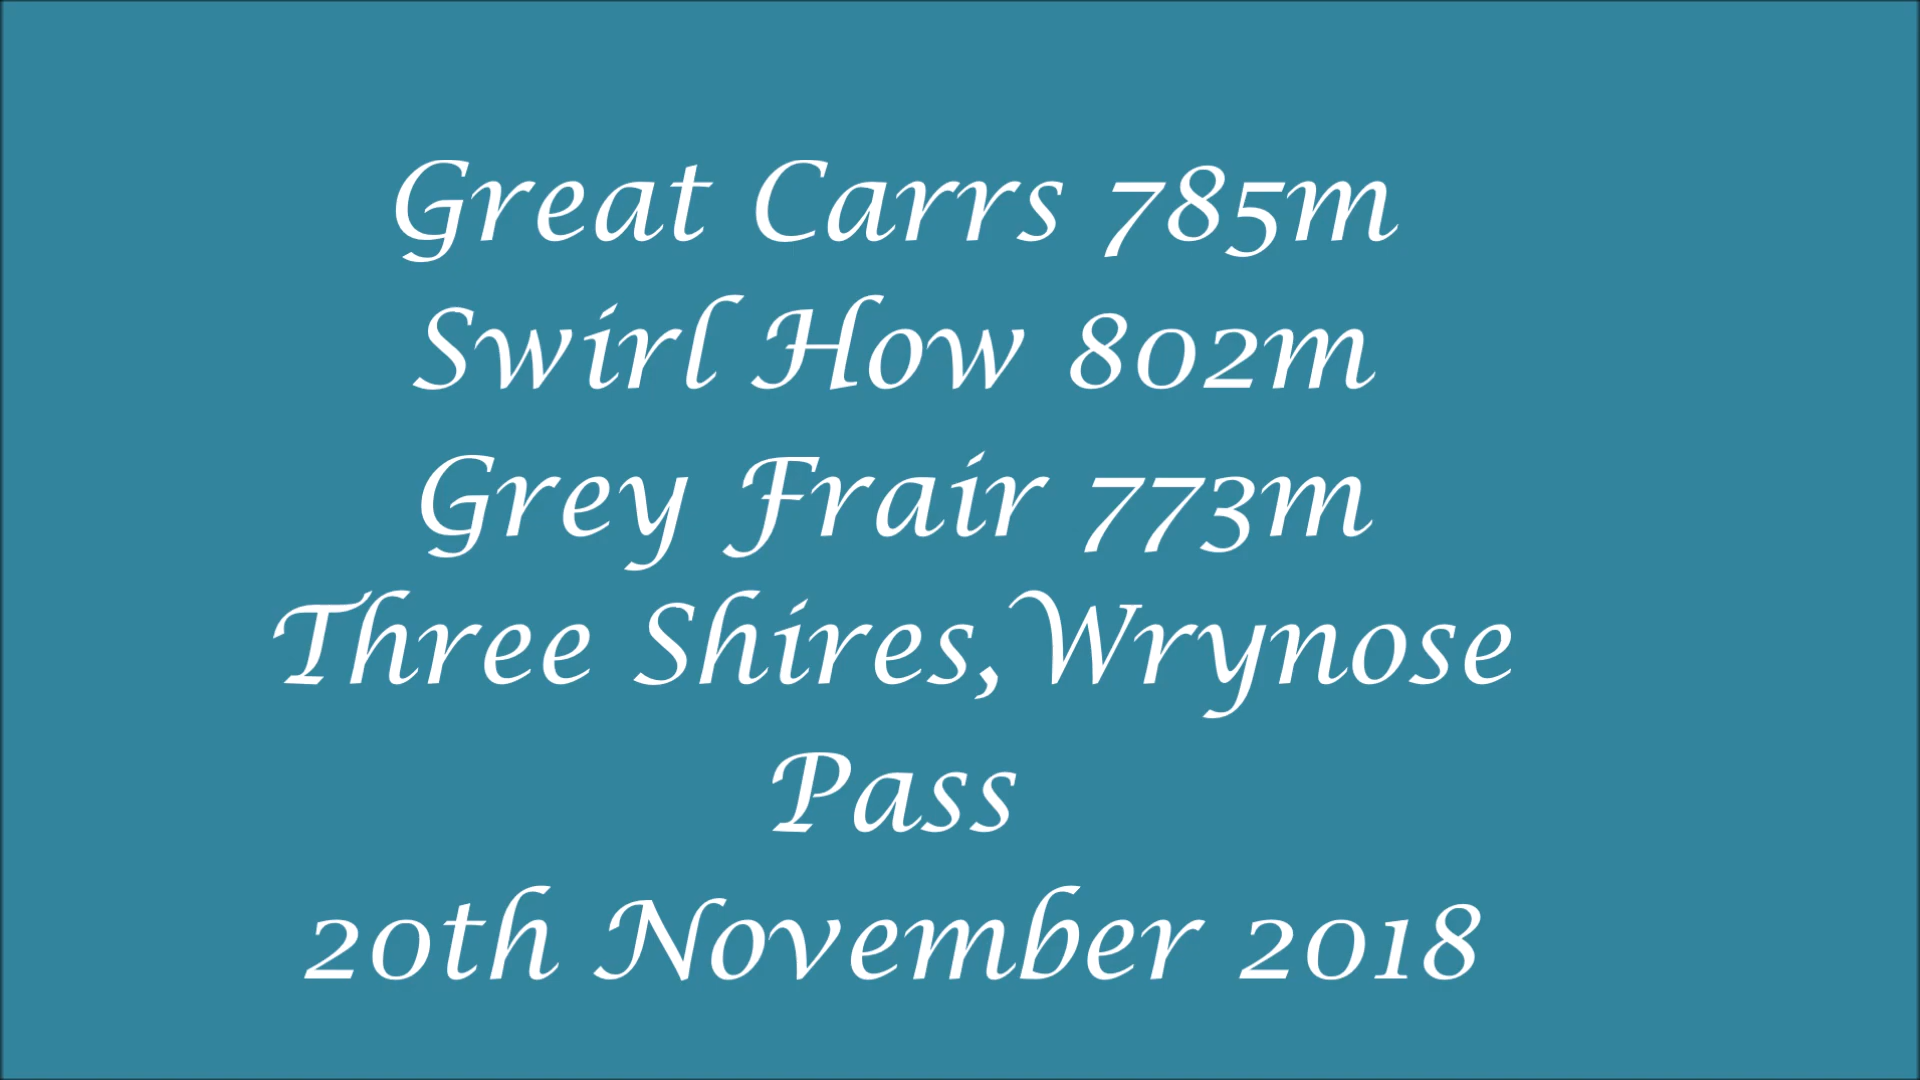 Great Carrs 785m
Swirl How 802m
Grey Frair 773m
Three Shires,Wrynose
Pass
20th November 2018